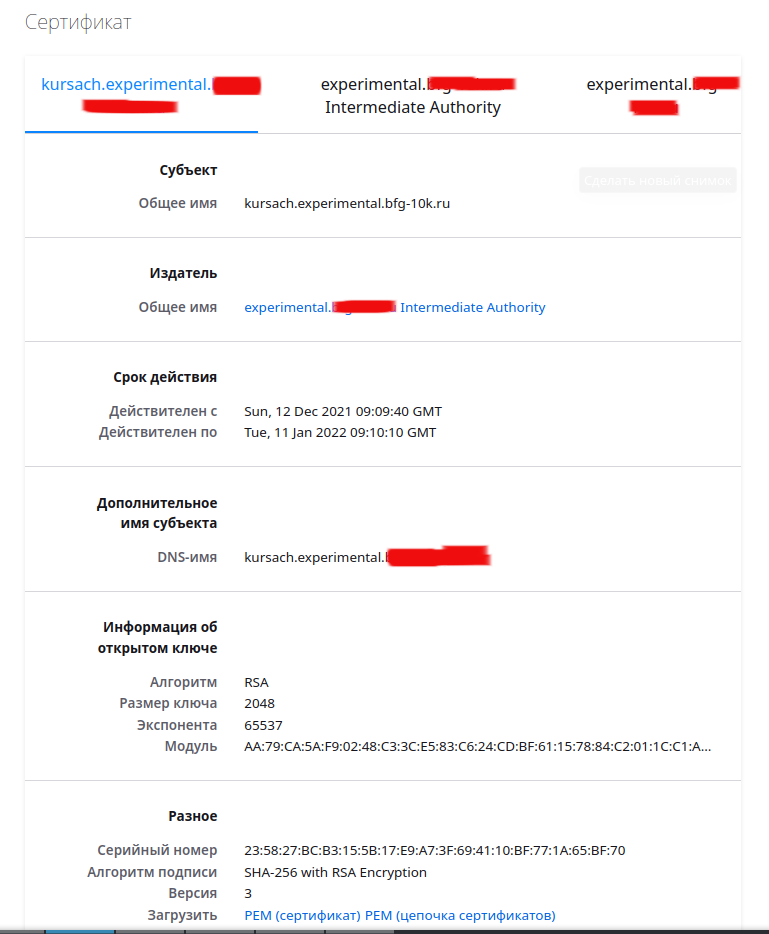 Сертификат
kursach.experimental.
experimental.
experimental.
Intermediate Authority
Субъект
Сделать новый снимок
Общее имя kursach.experimental.bfg-10k.ru
Издатель
Общее имя experimental. Intermediate Authority
Срок действия
Действителен с Sun, 12 Dec 2021 09:09:40 GMT
Действителен по Tue, 11 Jan 2022 09:10:10 GMT
Дополнительное
имя субъекта
DNS-имя kursach.experimental.
Информация об
открытом ключе
Алгоритм RSA
Размер ключа 2048
Экспонента 65537
Модуль AA:79:CA:5A:F9:02:48:C3:3C:E5:83:C6:24:CD:BF:61:15:78:84:C2:01:1C:C1:A...
Разное
Серийный номер 23:58:27:BC:B3:15:5B:17:E9:A7:3F:69:41:10:BF:77:1A:65:BF:70
Алгоритм подписи SHA-256 with RSA Encryption
Версия 3
Загрузить PEM (сертификат) PEM (цепочка сертификатов)